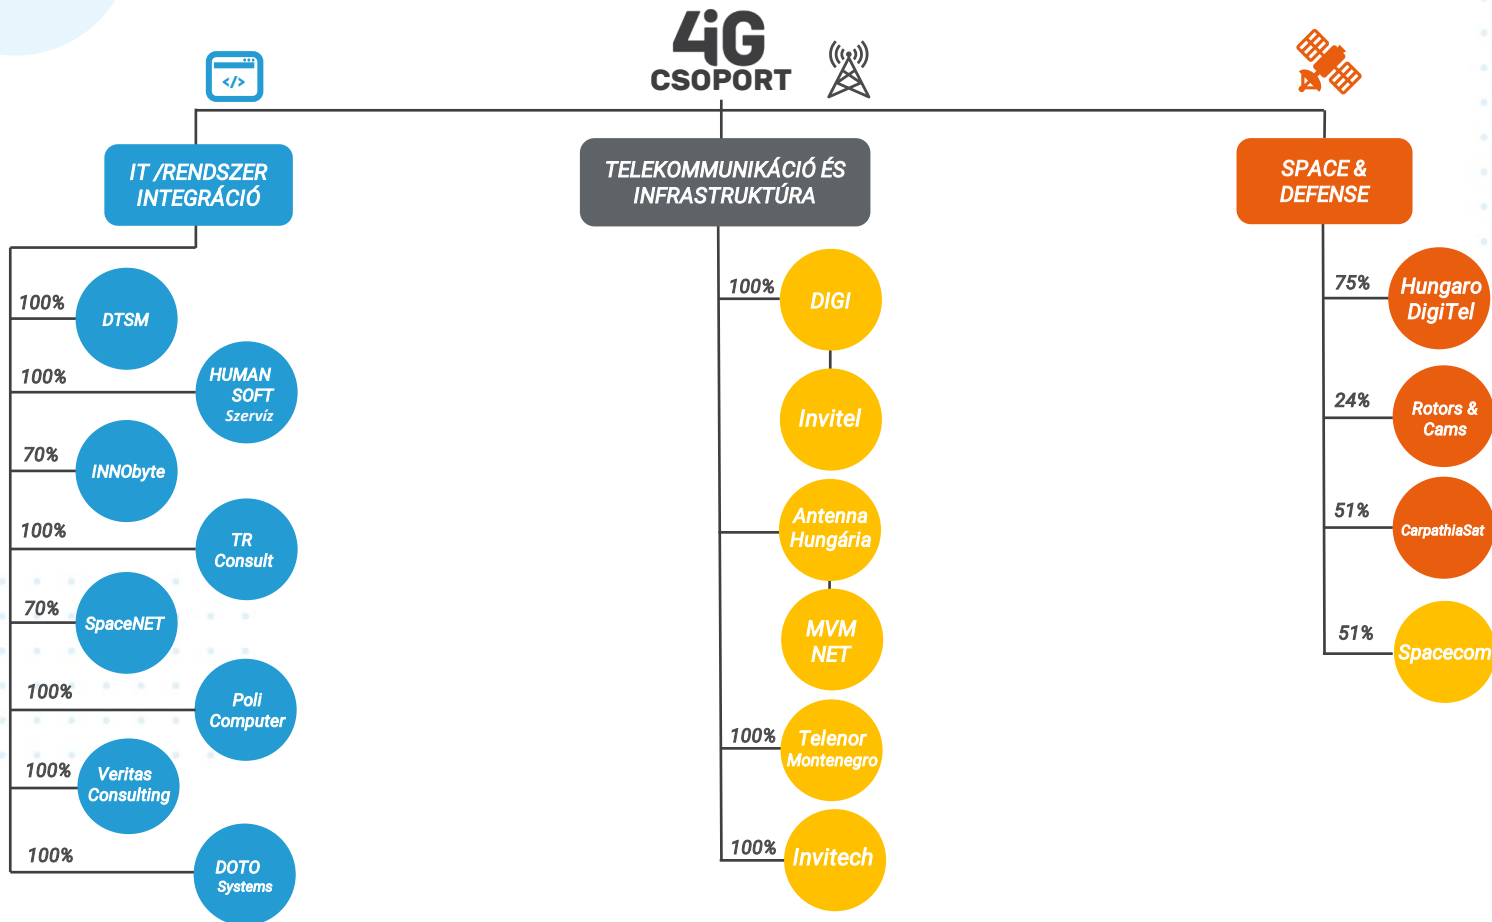 4iG
CSOPORT
</>
IT /RENDSZER
INTEGRÁCIÓ
100%
DTSM
100%
HUMAN
SOFT
Szervíz
70%
INNObyte
100%
TR
Consult
70%
SpaceNET
100%
Poli
Computer
100%
Veritas
Consulting
100%
DOTO
Systems
TELEKOMMUNIKÁCIÓ ÉS
INFRASTRUKTÚRA
100%
DIGI
Invitel
Antenna
Hungária
MVM
NET
100%
Telenor
Montenegro
100%
Invitech
SPACE &
DEFENSE
75%
Hungaro
DigiTel
24%
Rotors &
Cams
51%
CarpathiaSat
51%
Spacecom